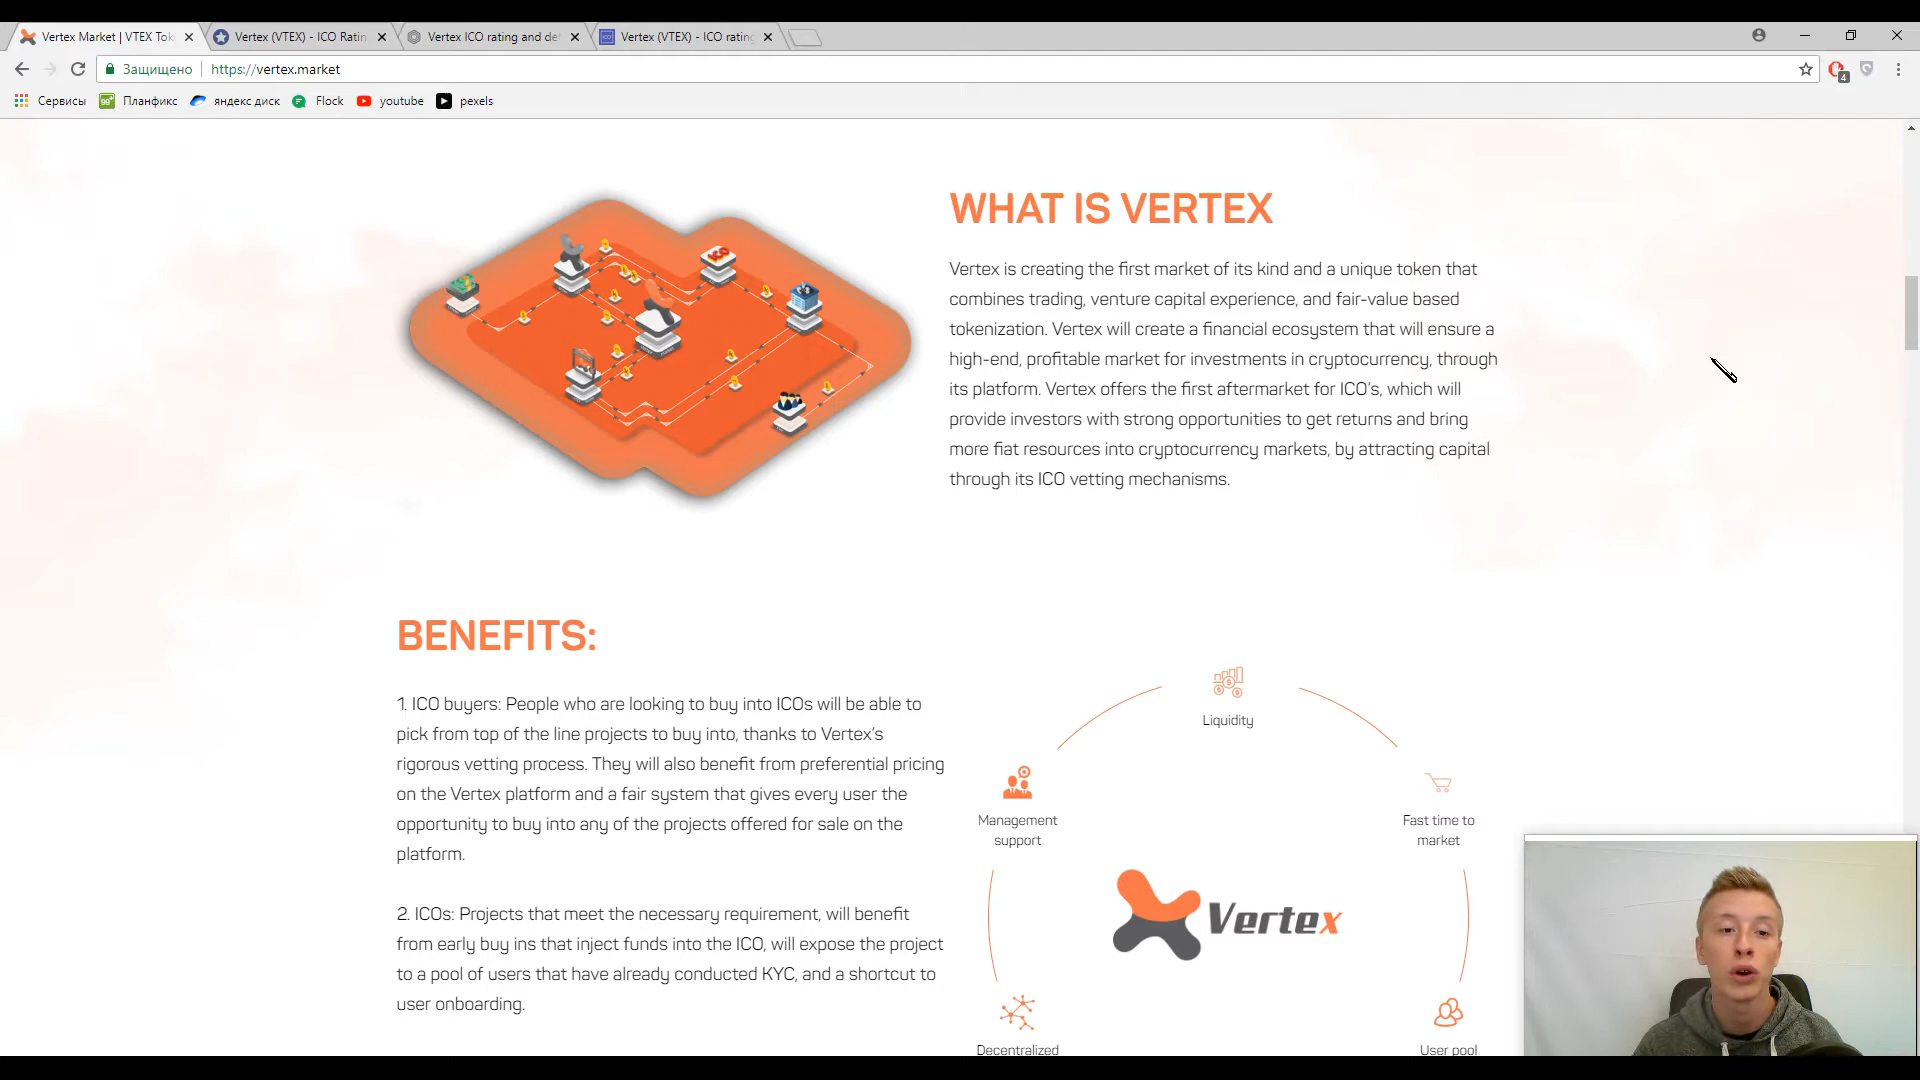 Vertex Market | VTEX Tok
Vertex (VTEX) - ICO Ratin
Vertex ICO rating and det
Vertex (VTEX) - ICO rating
Защищено
https://vertex.market
4
Сервисы
Планфикс
яндекс диск
Flock
youtube
pexels
WHAT IS VERTEX
Vertex is creating the first market of its kind and a unique token that
combines trading, venture capital experience, and fair-value based
tokenization. Vertex will create a financial ecosystem that will ensure a
high-end, profitable market for investments in cryptocurrency, through
its platform. Vertex offers the first aftermarket for ICO's, which will
provide investors with strong opportunities to get returns and bring
more fiat resources into cryptocurrency markets, by attracting capital
through its ICO vetting mechanisms.
BENEFITS:
1. ICO buyers: People who are looking to buy into ICOs will be able to
pick from top of the line projects to buy into, thanks to Vertex's
rigorous vetting process. They will also benefit from preferential pricing
on the Vertex platform and a fair system that gives every user the
opportunity to buy into any of the projects offered for sale on the
platform.
2. ICOs: Projects that meet the necessary requirement, will benefit
from early buy ins that inject funds into the ICO, will expose the project
to a pool of users that have already conducted KYC, and a shortcut to
user onboarding.
Liquidity
Management
support
Fast time to
market
Vertex
Decentralized
User pool